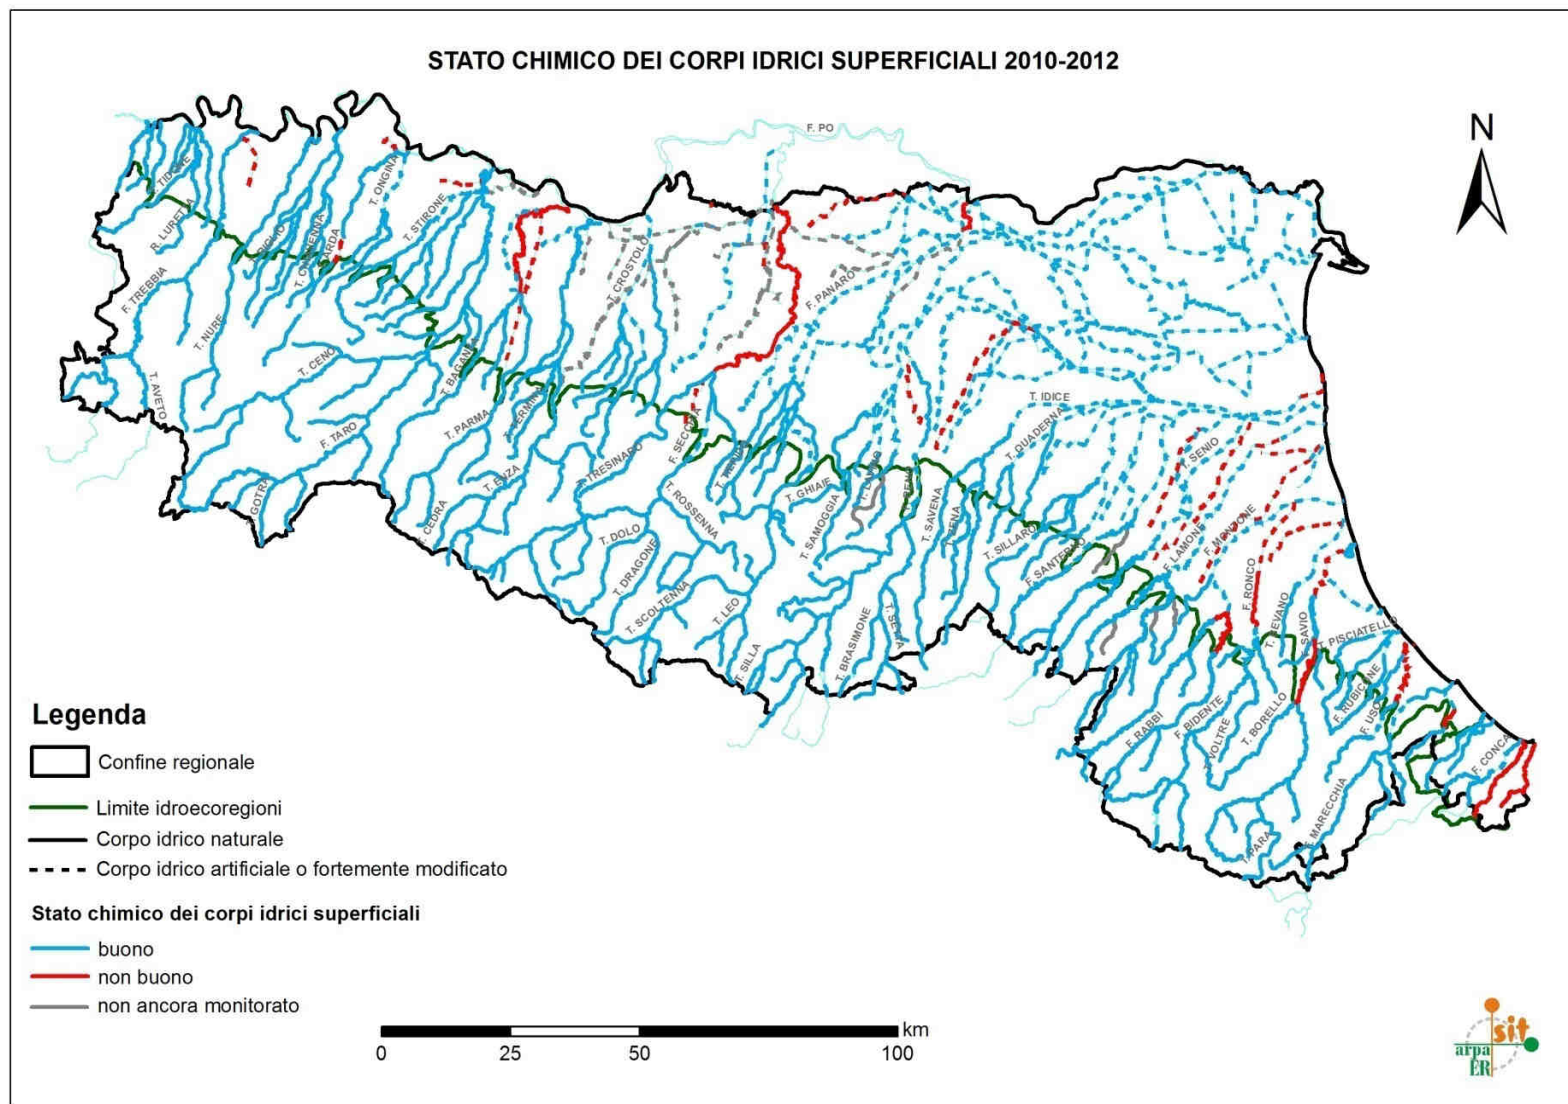 STATO CHIMICO DEI CORPI IDRICI SUPERFICIALI 2010-2012
N
F. PO
T. TIDONE
R. LURETTA
F. TREBBIA
T. NURE
T. AVETO
T. ONGINA
T. STIRONE
T. CENO
T. PARMA
F. TARO
T. ENZA
T. CROSTOLO
F. PANARO
F. SECCHIA
T. TRESINARO
T. ROSSENNA
T. DOLO
T. DRAGONE
T. SCOLTENNA
T. LEO
T. SILLA
T. GHIAIE
T. SAMOGGIA
T. SAVENA
T. BRASIMONE
T. IDICE
T. QUADERNA
T. SILLARO
F. SANTERNO
T. SENIO
F. LAMONE
F. MONTONE
F. RONCO
T. BEVANO
F. SAVIO
T. PISCIATELLO
F. RUBICONE
F. RABBI
F. BIDENTE
T. VOLTRE
T. BORELLO
F. MARECCHIA
T. PARA
F. CONCA
Legenda
Confine regionale
Limite idroecoregioni
Corpo idrico naturale
Corpo idrico artificiale o fortemente modificato
Stato chimico dei corpi idrici superficiali
buono
non buono
non ancora monitorato
km
0 25 50 100
sit
arpa
ER